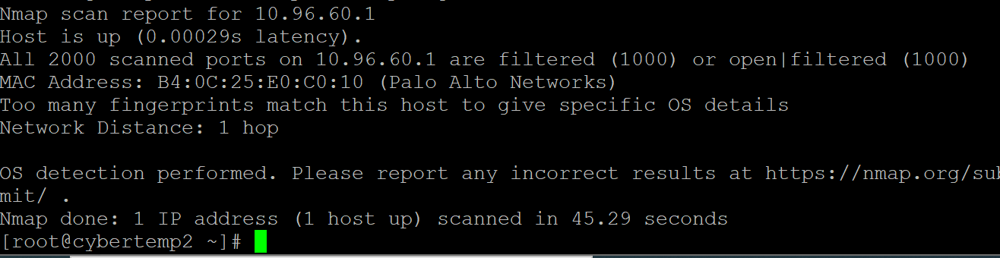 Nmap scan report for 10.96.60.1
Host is up (0.00029s latency).
All 2000 scanned ports on 10.96.60.1 are filtered (1000) or open|filtered (1000)
MAC Address: B4:0C:25:E0:C0:10 (Palo Alto Networks)
Too many fingerprints match this host to give specific OS details
Network Distance: 1 hop
OS detection performed. Please report any incorrect results at https://nmap.org/sub
mit/ .
Nmap done: 1 IP address (1 host up) scanned in 45.29 seconds
[root@cybertemp2 ~]#